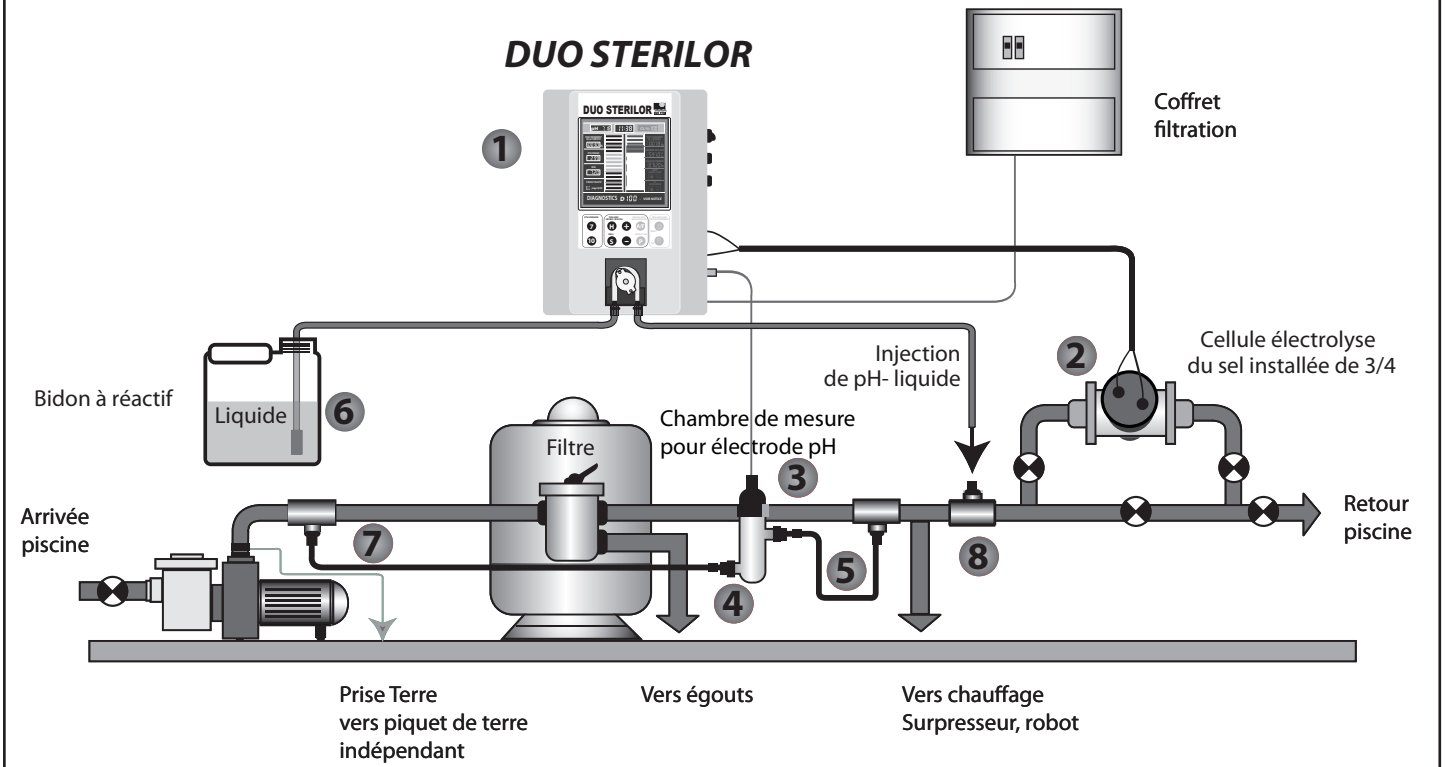 DUO STERILOR
Coffret
filtration
DUO STERILOR
1
DIAGNOSTICS
7
H
+
10
S
-
2
Cellule électrolyse
du sel installée de 3/4
Injection
de pH- liquide
Bidon à réactif
Liquide
6
Chambre de mesure
pour électrode pH
Filtre
3
Arrivée
piscine
Retour
piscine
7
5
8
4
Prise Terre
vers piquet de terre
indépendant
Vers égouts
Vers chauffage
Surpresseur, robot